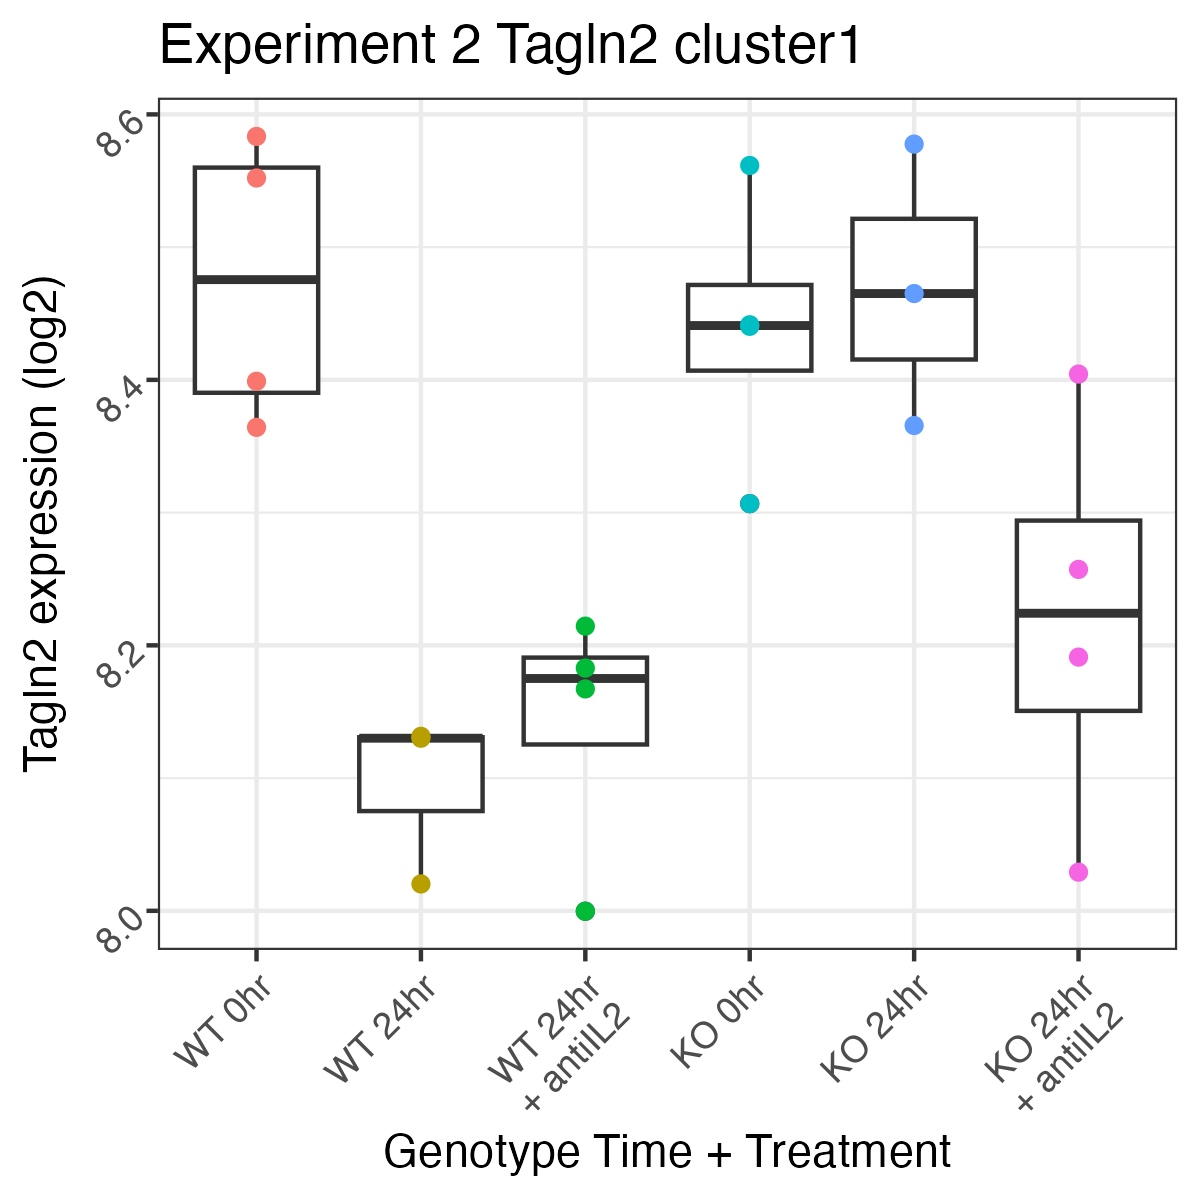 Experiment 2 Tagln2 cluster1
Tagln2 expression (log2)
8.6
8.4
8.2
8.0
WT 0hr
WT 24hr
WT 24hr
+ antiIL2
KO 0hr
KO 24hr
KO 24hr
+ antiIL2
Genotype Time + Treatment